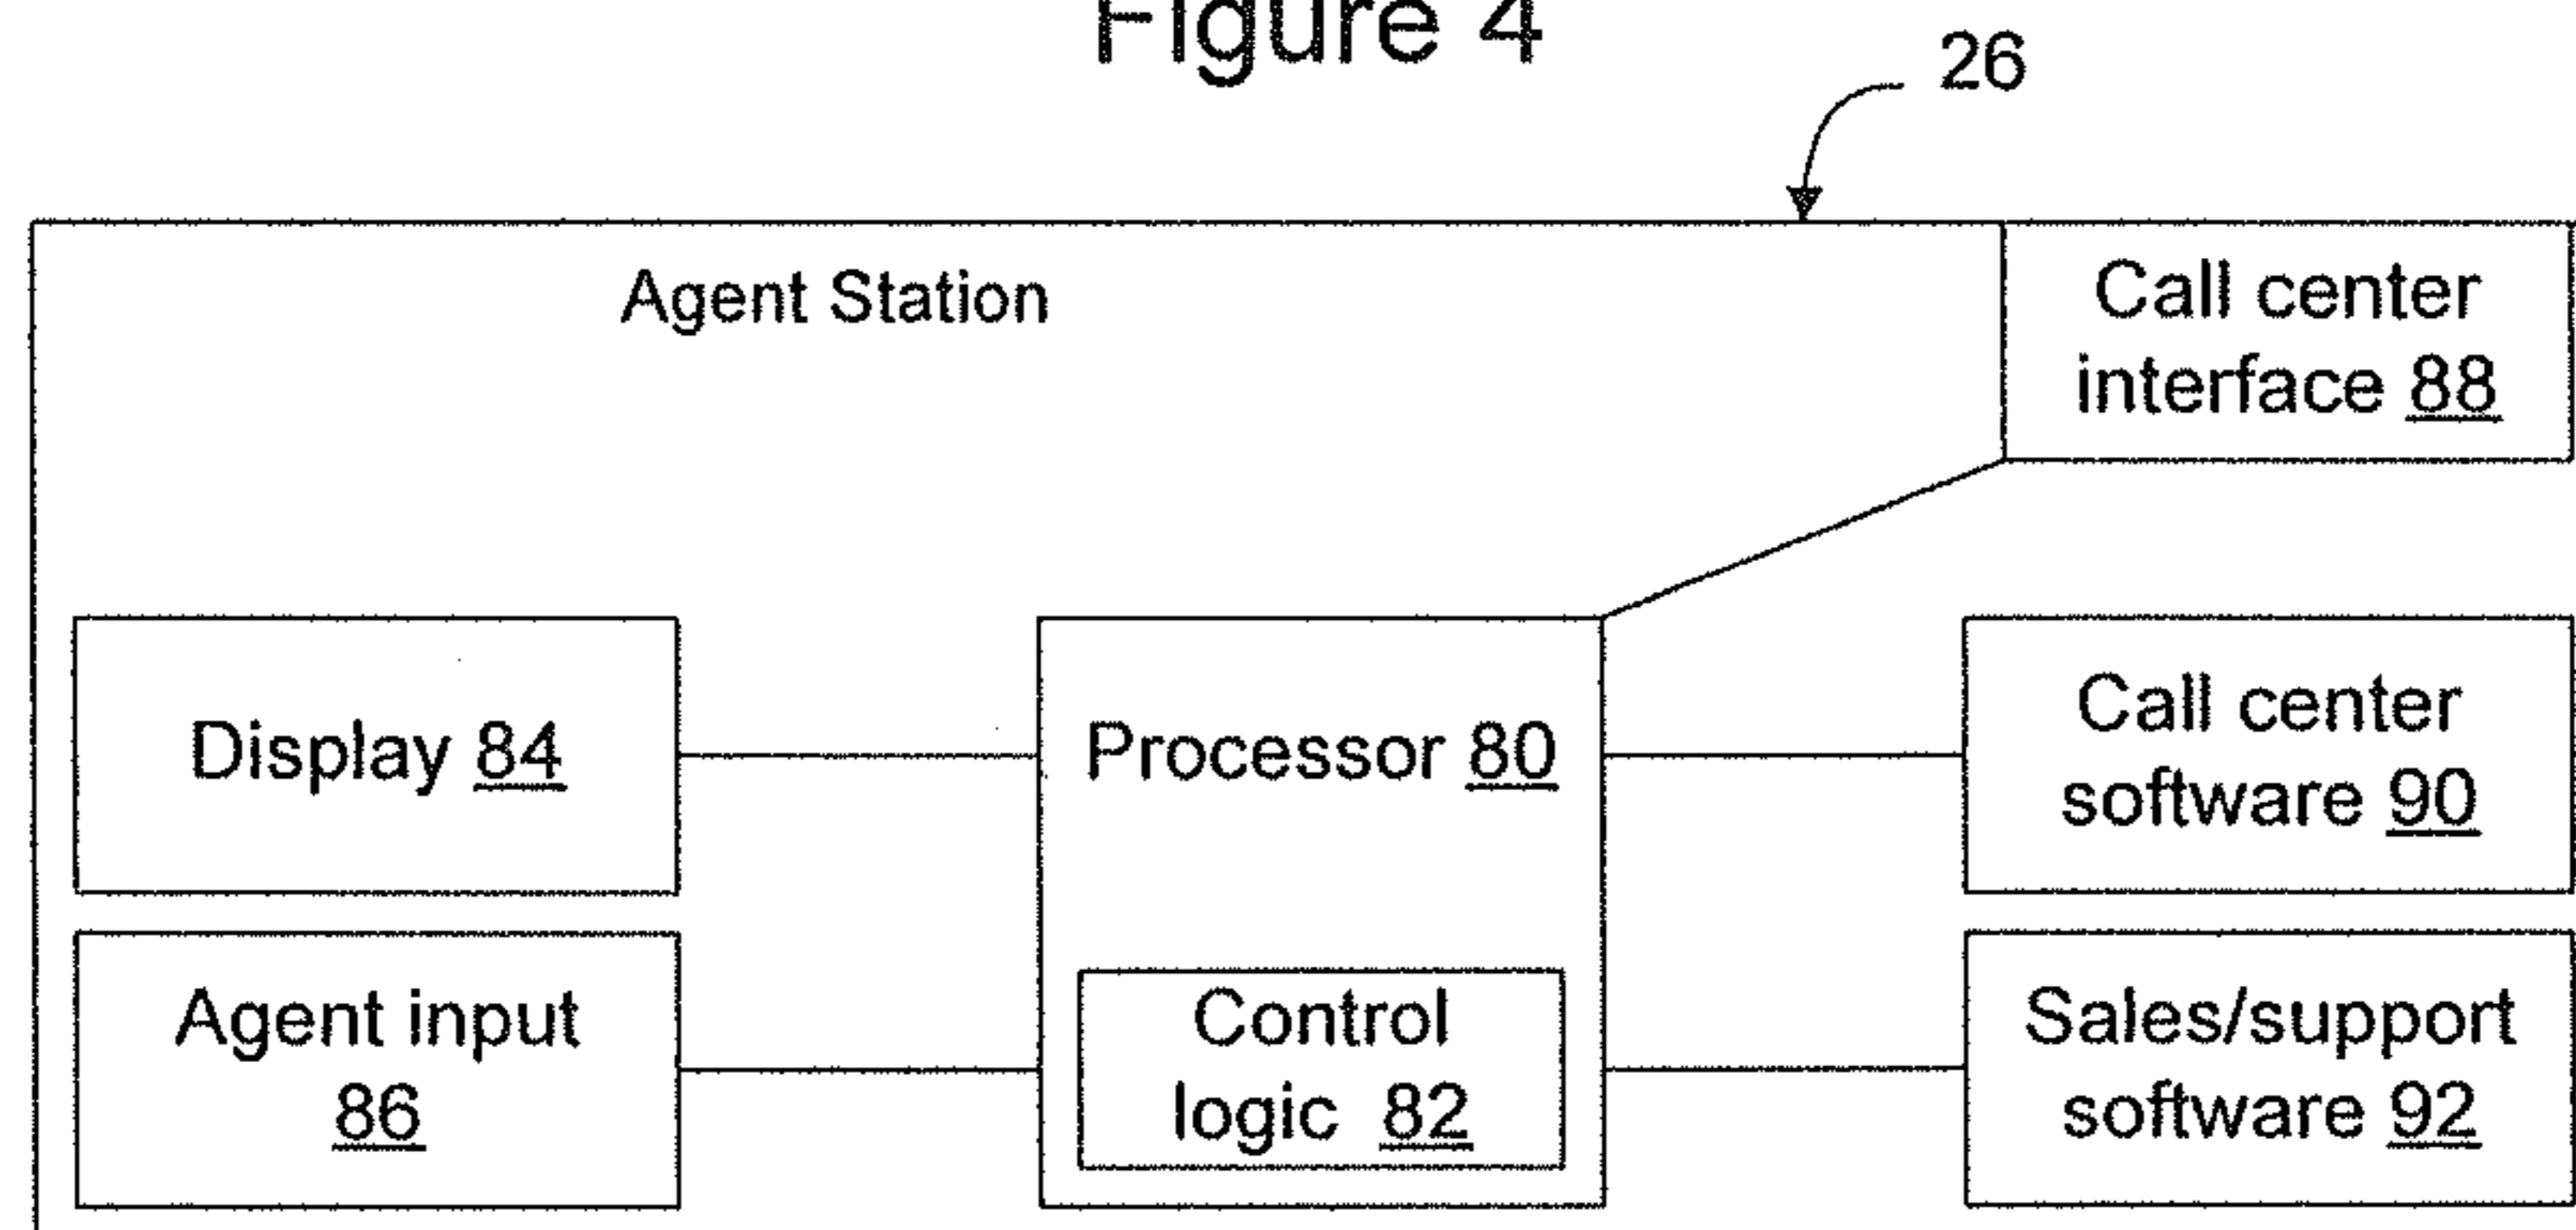 Figure 4
26
Agent Station
Call center
interface 88
Display 84
Processor 80
Call center
software 90
Agent input
86
Control
logic 82
Sales/support
software 92